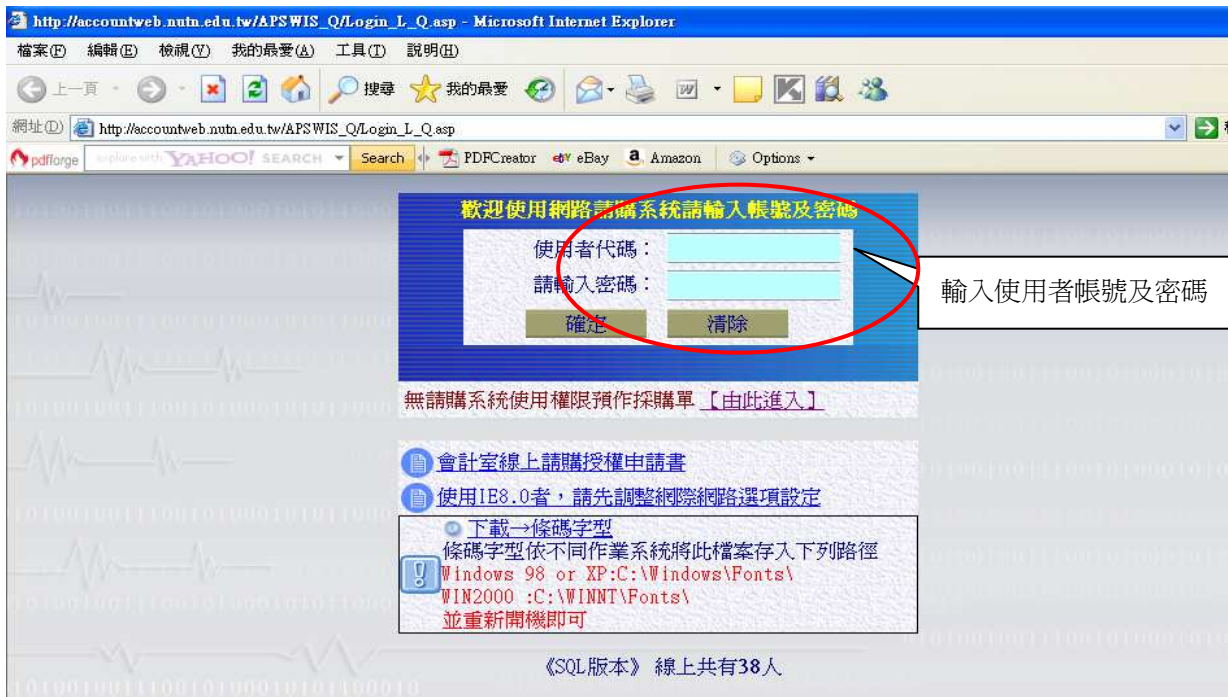 http://accountweb.nutn.edu.tw/APSWIS_Q/Login_L_Q.asp - Microsoft Internet Explorer
檔案(F) 編輯(E) 檢視(V) 我的最愛(A) 工具(T) 說明(H)
上一頁 搜尋 我的最愛
網址(D) http://accountweb.nutn.edu.tw/APSWIS_Q/Login_L_Q.asp
pdfforge explore with YAHOO! SEARCH Search PDFCreator eBay Amazon Options
歡迎使用網路請購系統請輸入帳號及密碼
使用者代碼：
請輸入密碼：
輸入使用者帳號及密碼
確定 清除
無請購系統使用權限預作採購單 【由此進入】
會計室線上請購授權申請書
使用IE8.0者，請先調整網際網路選項設定
下載→條碼字型
條碼字型依不同作業系統將此檔案存入下列路徑
Windows 98 or XP:C:\Windows\Fonts\
WIN2000 :C:\WINNT\Fonts\
並重新開機即可
《SQL版本》 線上共有38人